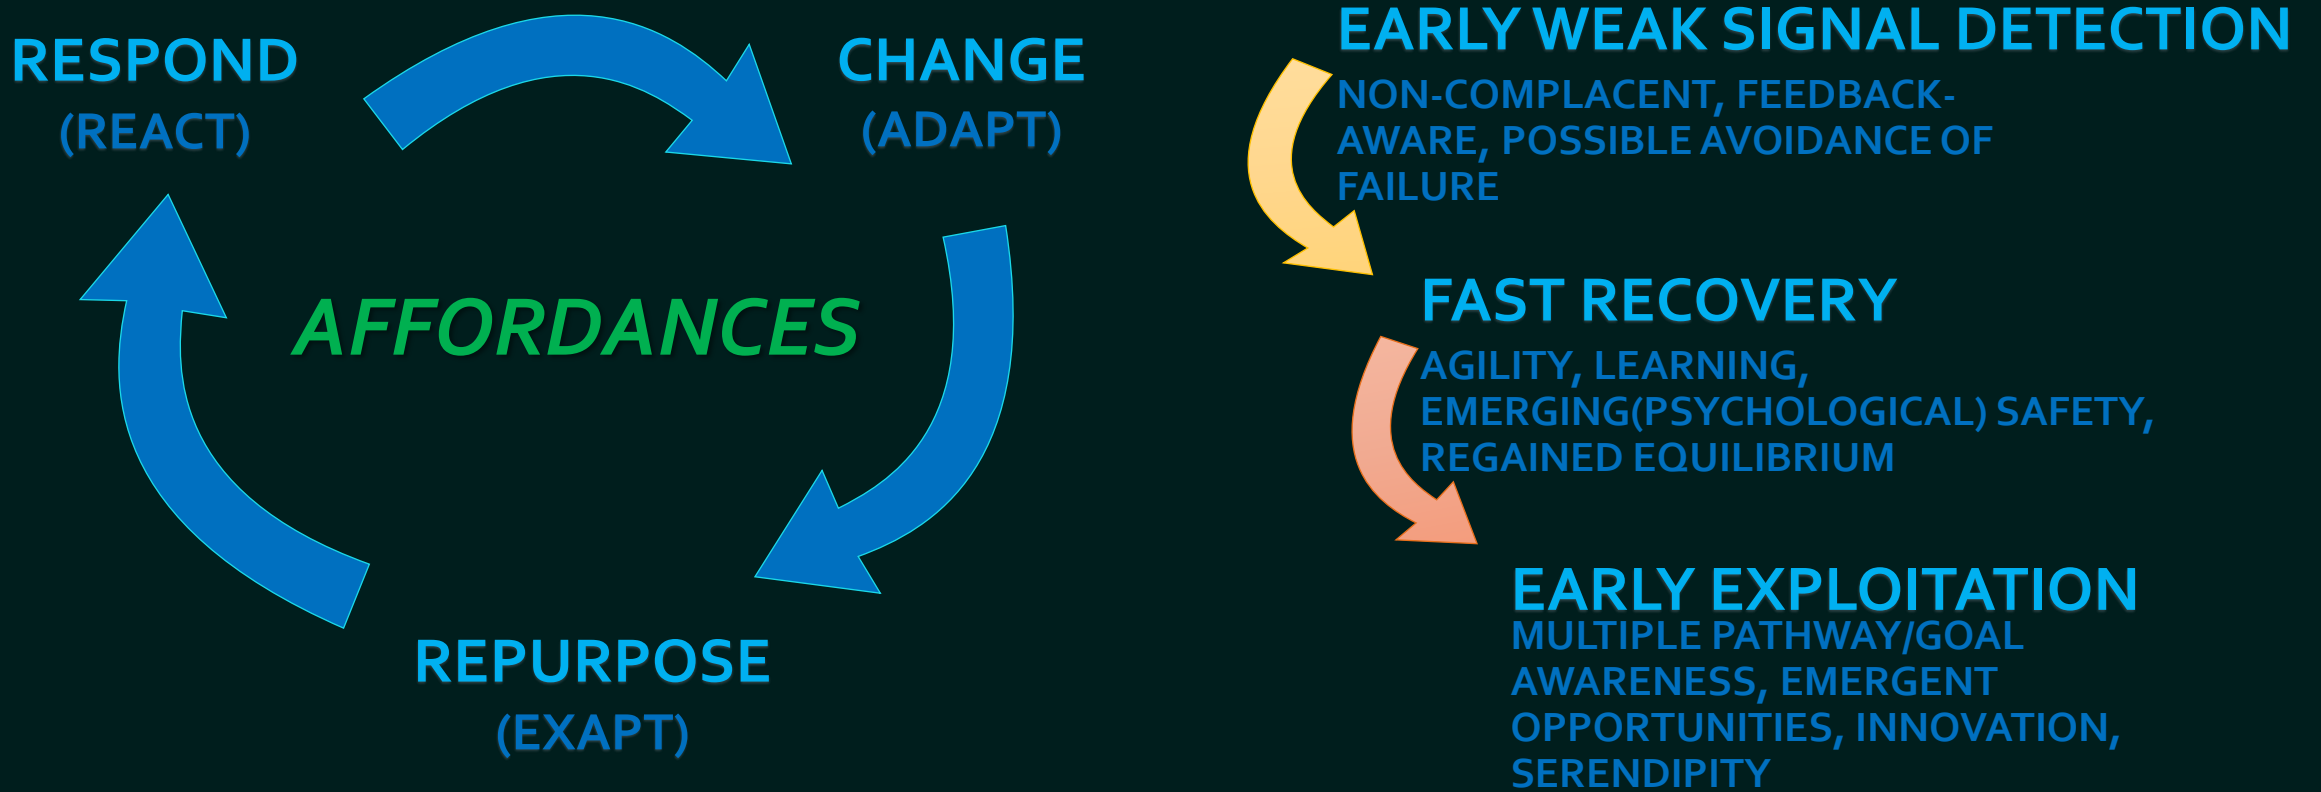 RESPOND
(REACT)
CHANGE
(ADAPT)
AFFORDANCES
REPURPOSE
(EXAPT)
EARLY WEAK SIGNAL DETECTION
NON-COMPLACENT, FEEDBACK-
AWARE, POSSIBLE AVOIDANCE OF
FAILURE
FAST RECOVERY
AGILITY, LEARNING,
EMERGING(PSYCHOLOGICAL) SAFETY,
REGAINED EQUILIBRIUM
EARLY EXPLOITATION
MULTIPLE PATHWAY/GOAL
AWARENESS, EMERGENT
OPPORTUNITIES, INNOVATION,
SERENDIPITY